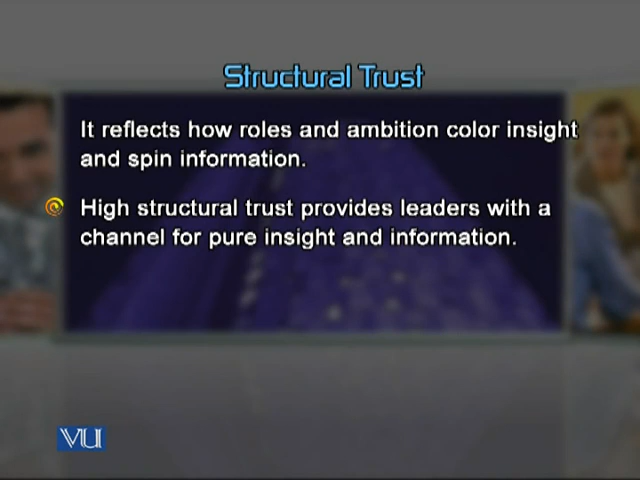 Structural Trust
It reflects how roles and ambition color insight
and spin information.
High structural trust provides leaders with a
channel for pure insight and information.
VU